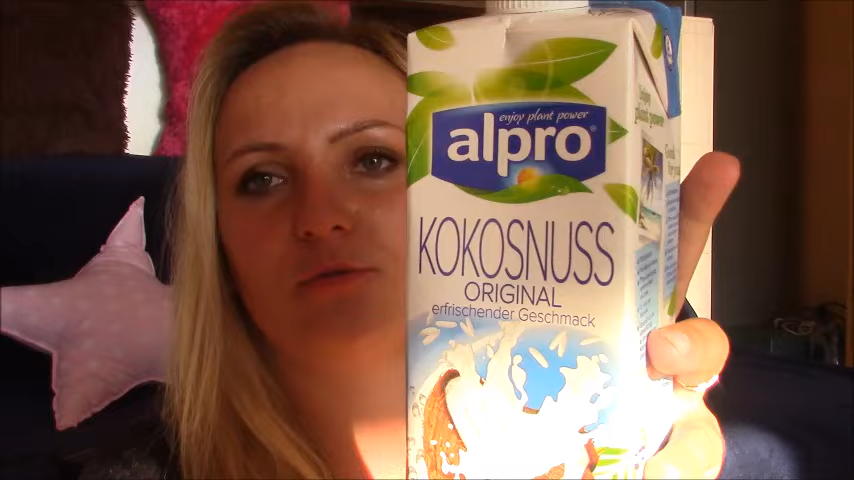 enjoy plant power
alpro®
KOKOSNUSS
ORIGINAL
erfrischender Geschmack